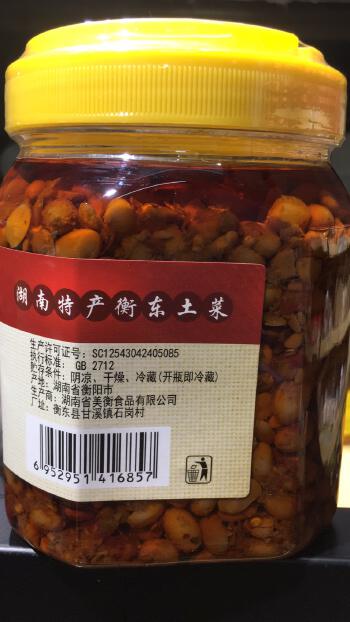 湖南特产衡东土菜
生产许可证号: SC12543042405085
执行标准: GB 2712
贮存条件: 阴凉、干燥、冷藏(开瓶即冷藏)
产地: 湖南省衡阳市
生产商: 湖南省美衡食品有限公司
厂址: 衡东县甘溪镇石岗村
6 952951 416857